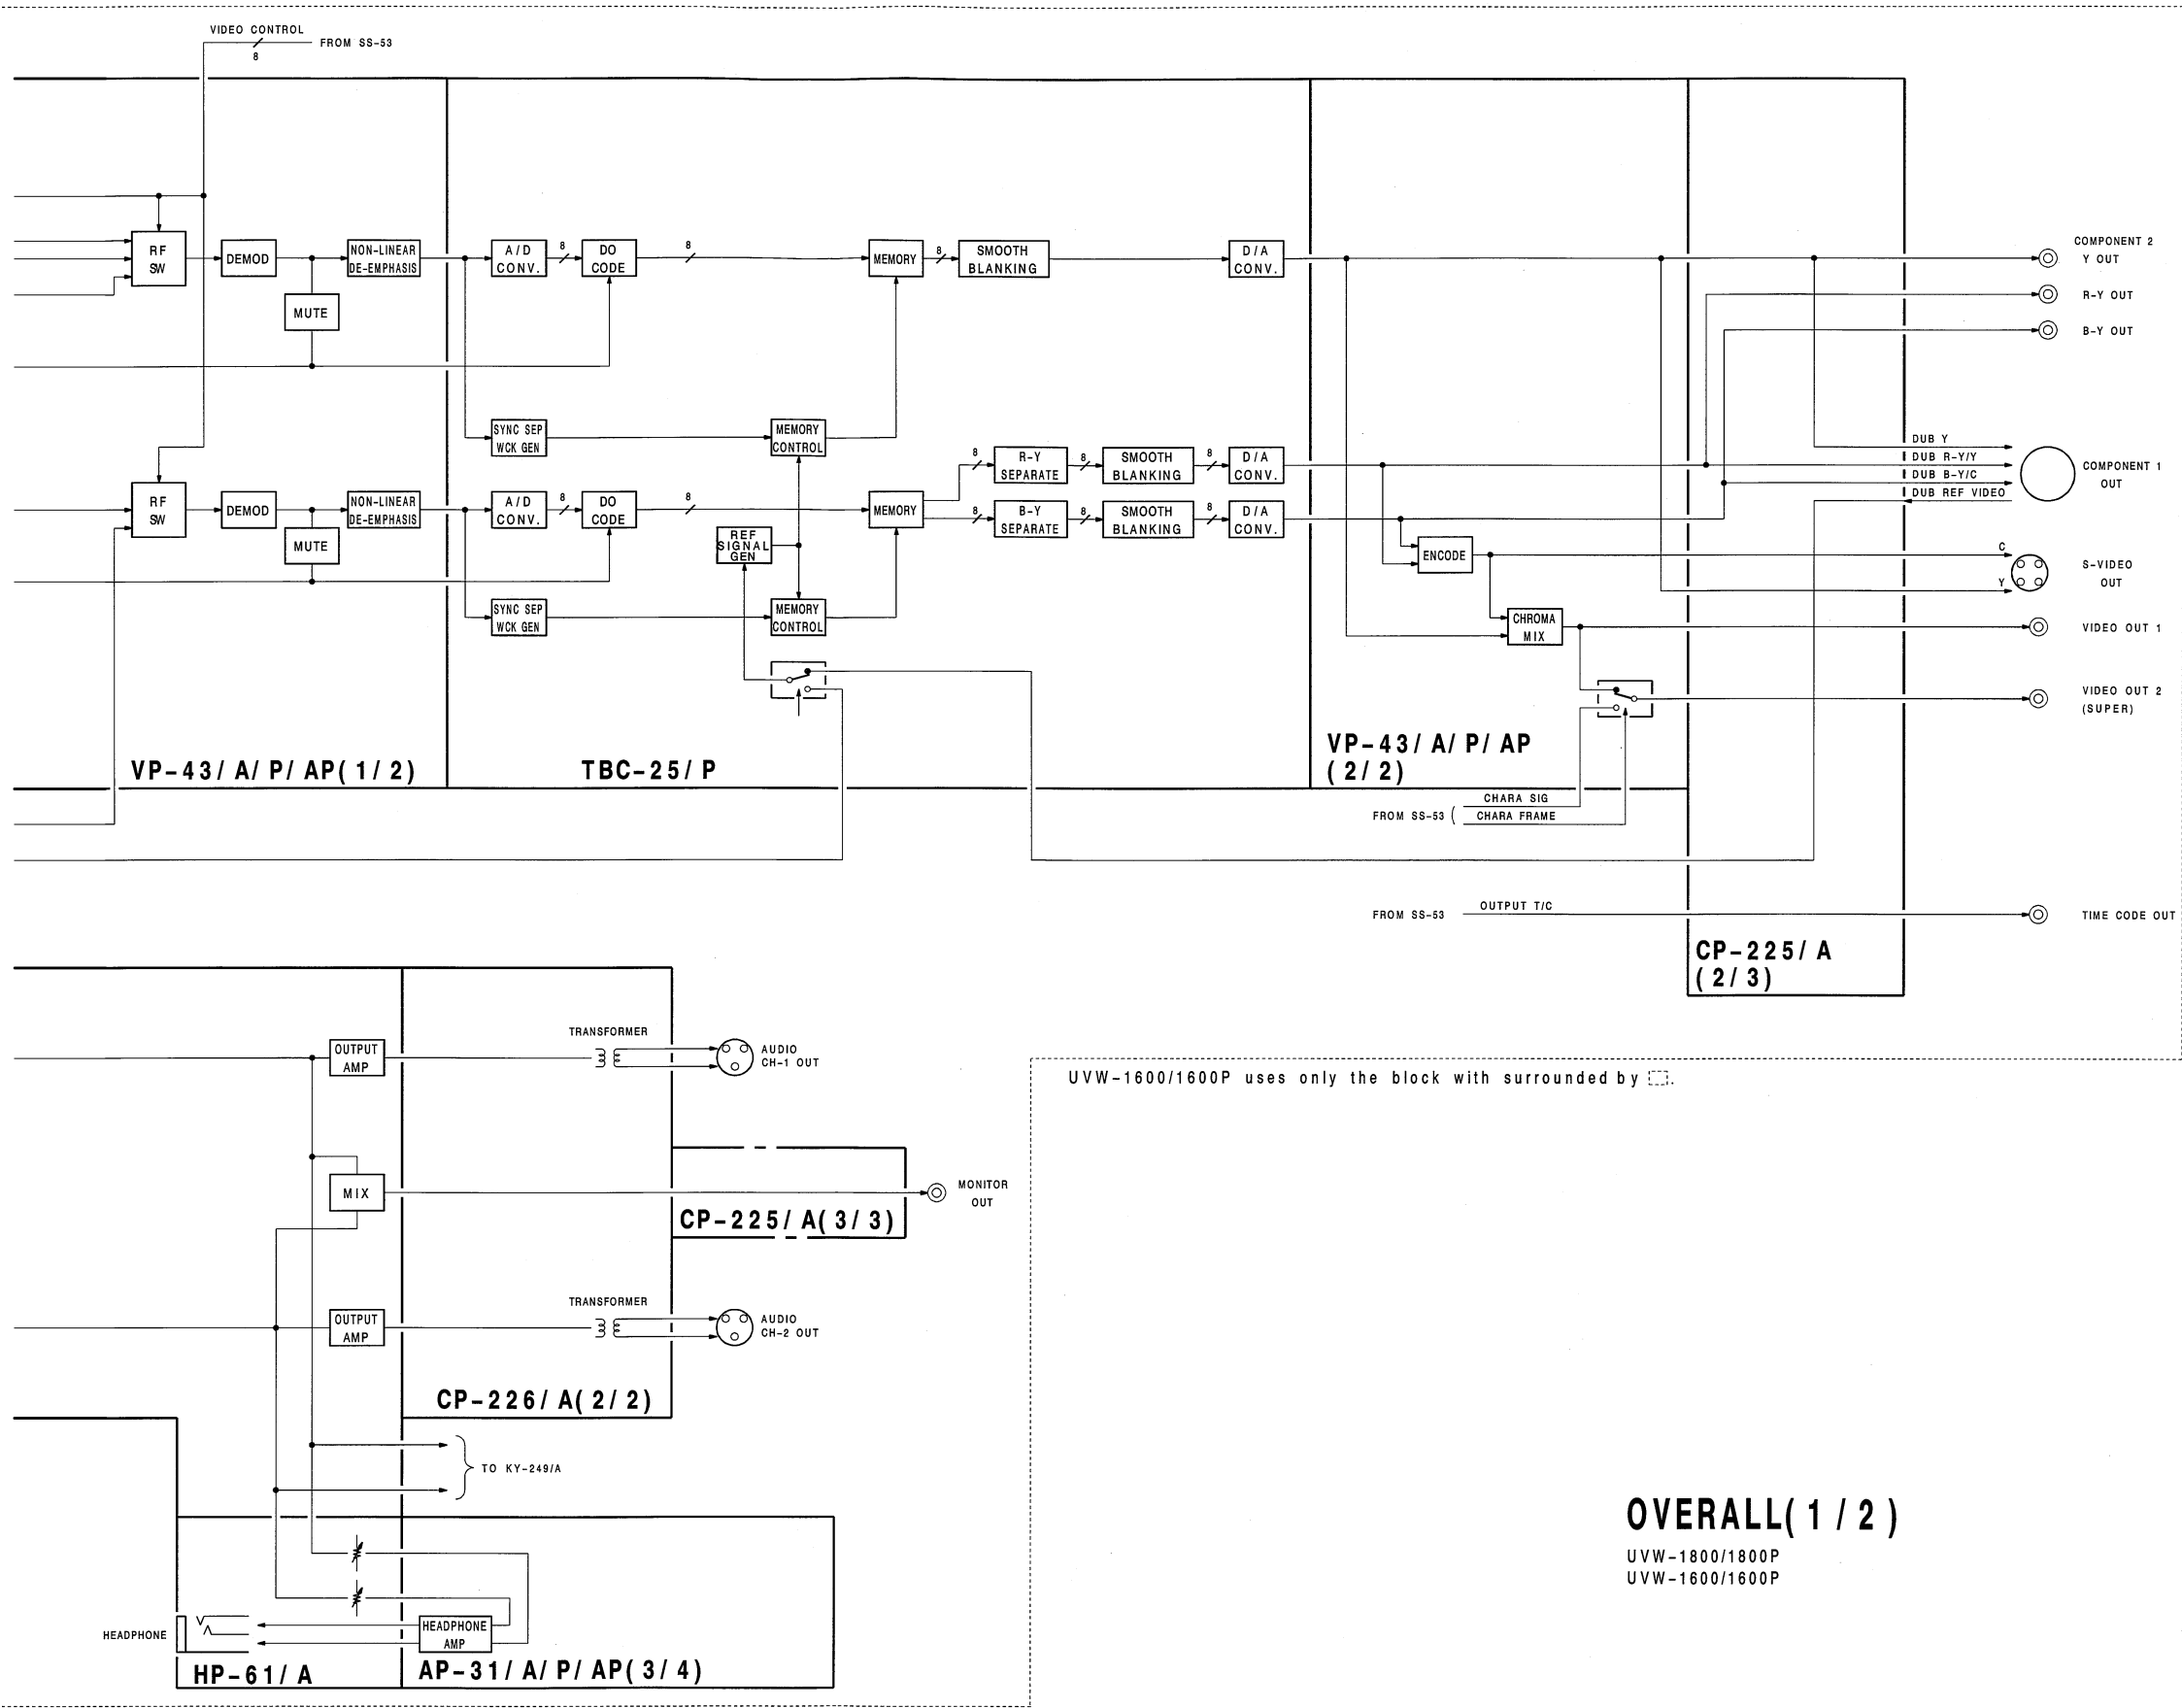 VIDEO CONTROL
8
FROM SS-53
RF
SW
DEMOD
NON-LINEAR
DE-EMPHASIS
MUTE
A/D
CONV.
8
DO
CODE
8
MEMORY
8
SMOOTH
BLANKING
D/A
CONV.
COMPONENT 2
Y OUT
R-Y OUT
B-Y OUT
SYNC SEP
WCK GEN
MEMORY
CONTROL
8
R-Y
SEPARATE
8
SMOOTH
BLANKING
8
D/A
CONV.
DUB Y
DUB R-Y/Y
DUB B-Y/C
DUB REF VIDEO
COMPONENT 1
OUT
RF
SW
DEMOD
NON-LINEAR
DE-EMPHASIS
MUTE
A/D
CONV.
8
DO
CODE
8
REF
SIGNAL
GEN
MEMORY
8
B-Y
SEPARATE
8
SMOOTH
BLANKING
8
D/A
CONV.
ENCODE
C
Y
S-VIDEO
OUT
SYNC SEP
WCK GEN
MEMORY
CONTROL
CHROMA
MIX
VIDEO OUT 1
VIDEO OUT 2
(SUPER)
VP-43/A/P/AP(1/2)
TBC-25/P
VP-43/A/P/AP
(2/2)
FROM SS-53
CHARA SIG
CHARA FRAME
FROM SS-53
OUTPUT T/C
TIME CODE OUT
CP-225/A
(2/3)
OUTPUT
AMP
TRANSFORMER
AUDIO
CH-1 OUT
UVW-1600/1600P uses only the block with surrounded by .
MIX
MONITOR
OUT
CP-225/A(3/3)
OUTPUT
AMP
TRANSFORMER
AUDIO
CH-2 OUT
CP-226/A(2/2)
TO KY-249/A
HEADPHONE
HEADPHONE
AMP
HP-61/A
AP-31/A/P/AP(3/4)
OVERALL(1/2)
UVW-1800/1800P
UVW-1600/1600P